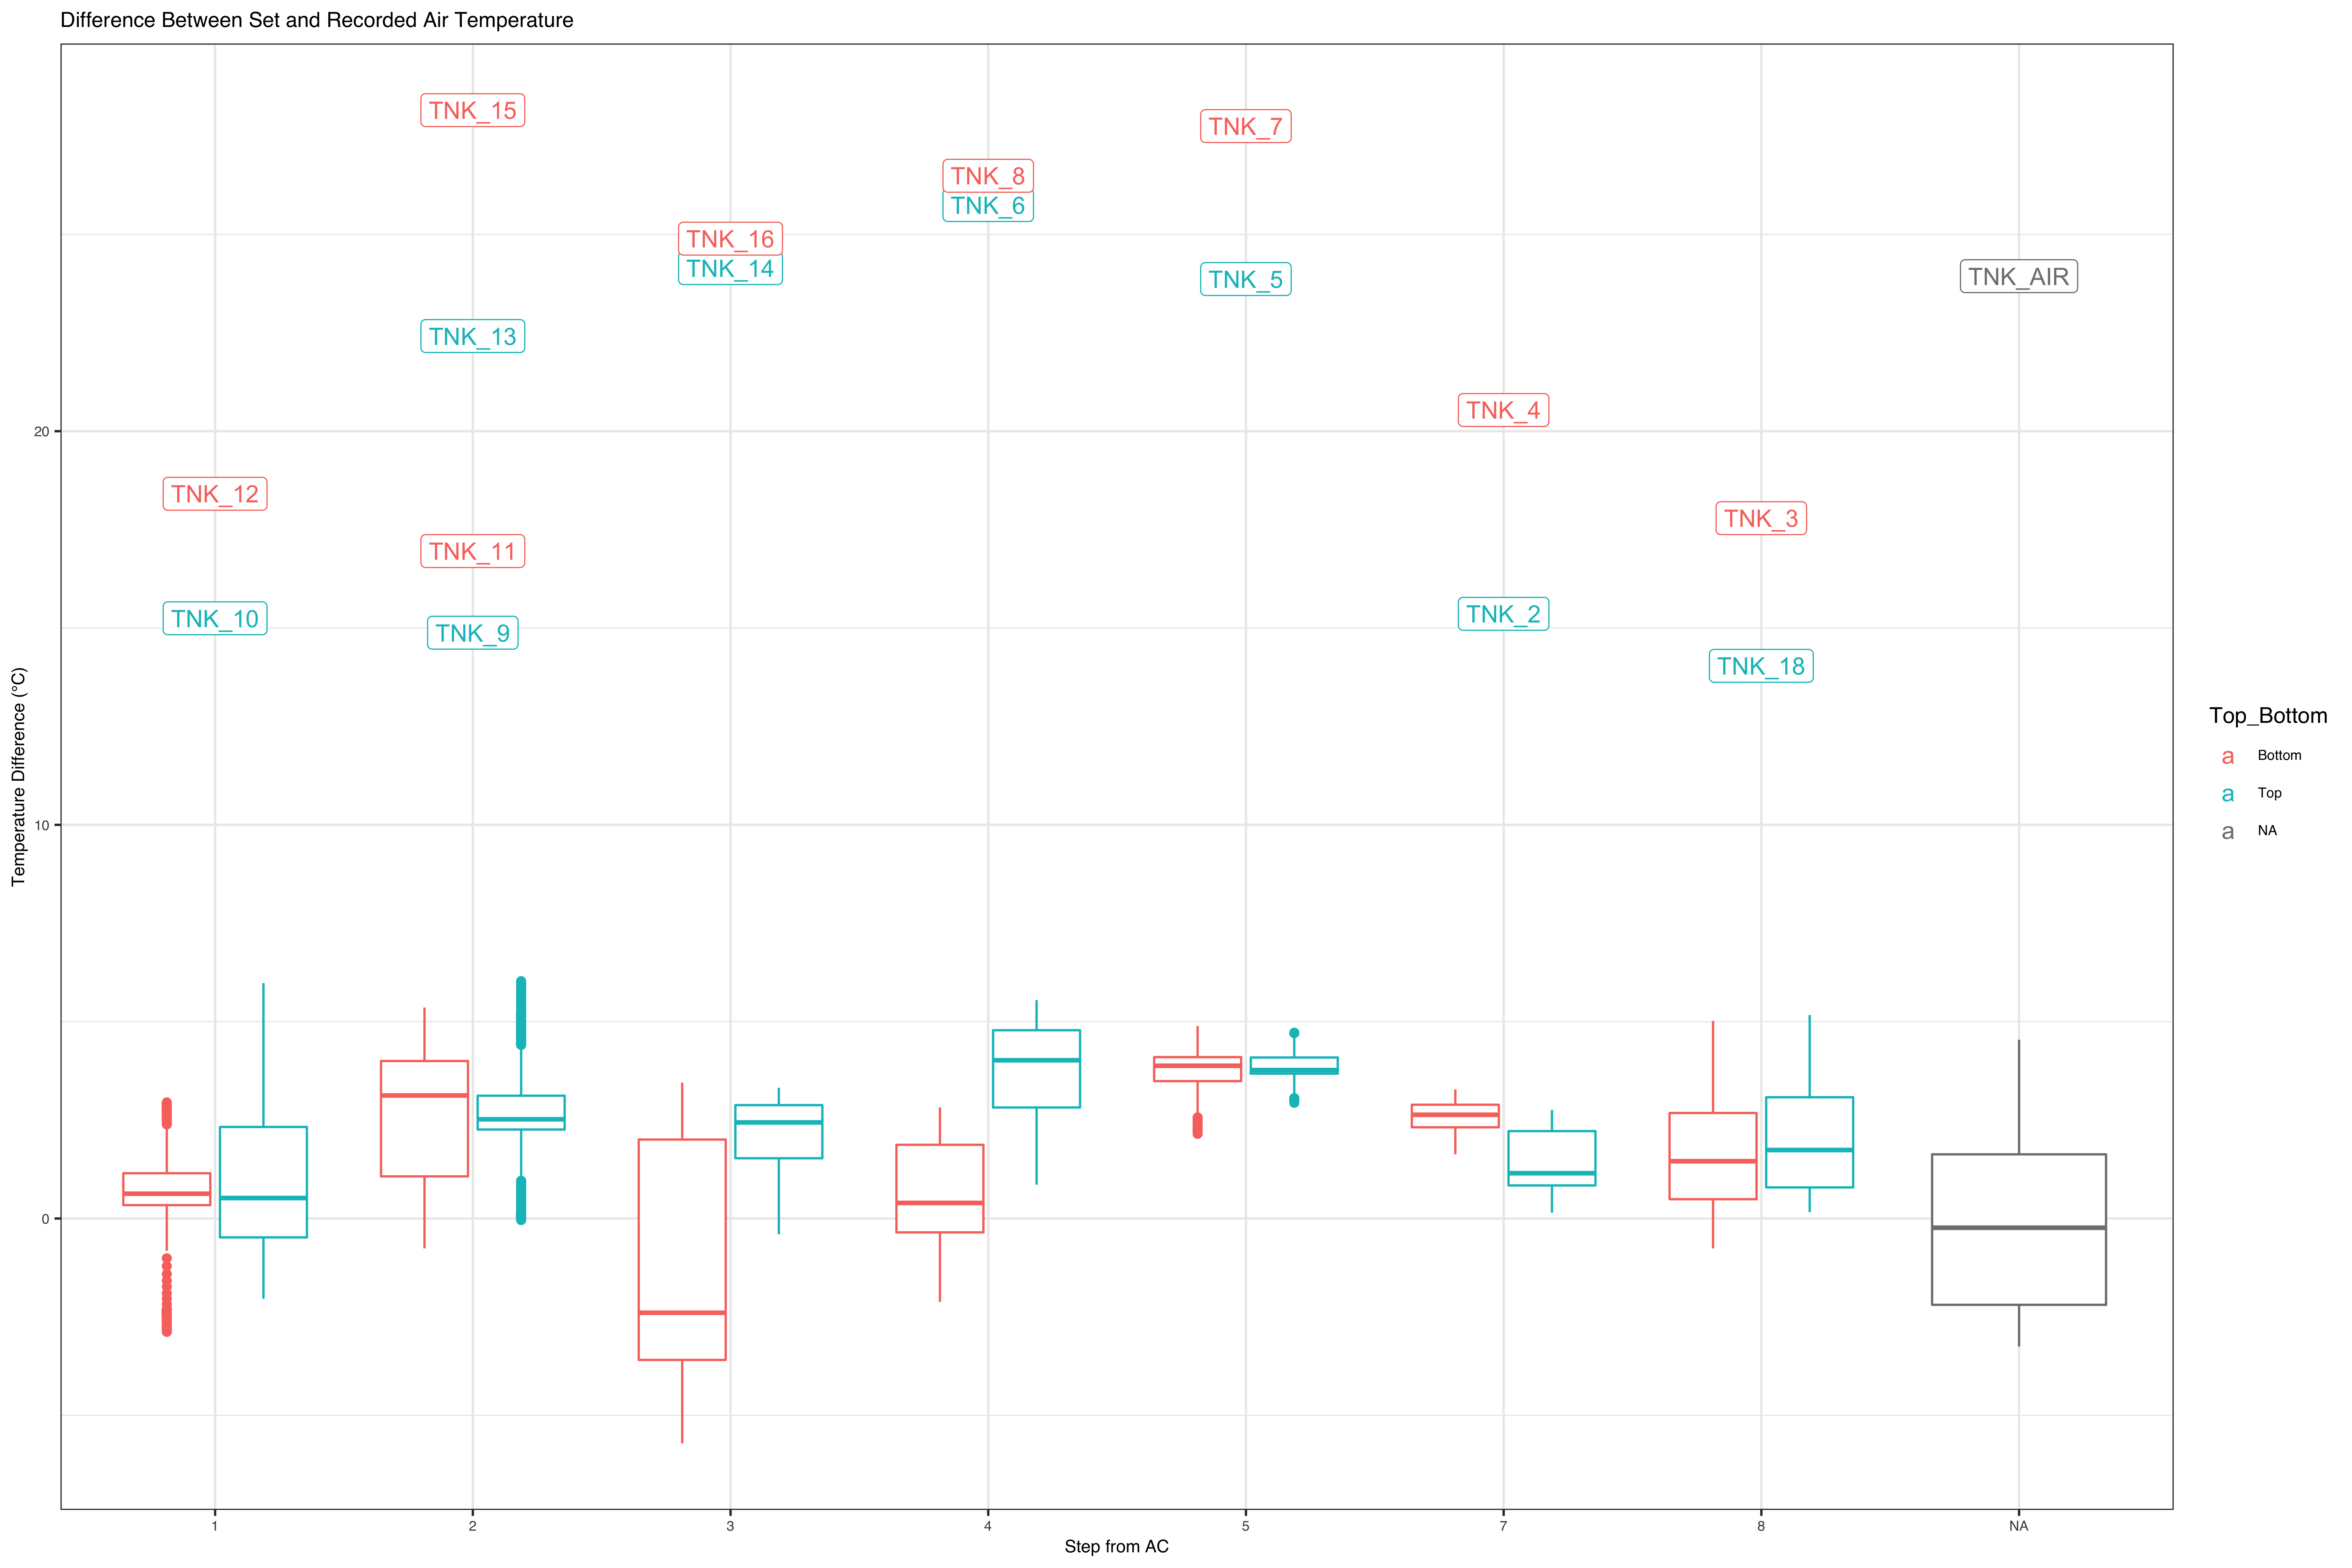 Difference Between Set and Recorded Air Temperature
TNK_15
TNK_7
TNK_8
TNK_6
TNK_16
TNK_14
TNK_5
TNK_AIR
TNK_13
TNK_4
20
TNK_12
TNK_3
TNK_11
TNK_10
TNK_2
TNK_9
TNK_18
Temperature Difference (°C)
Top_Bottom
a Bottom
a Top
a NA
10
0
1 2 3 4 5 7 8 NA
Step from AC